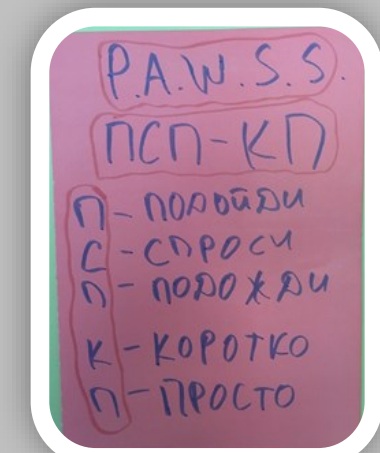 P.A.W.S.S.
ПСП-КП
П - ПОДОЙДИ
С - СПРОСИ
П - ПОДОЖДИ
К - КОРОТКО
П - ПРОСТО